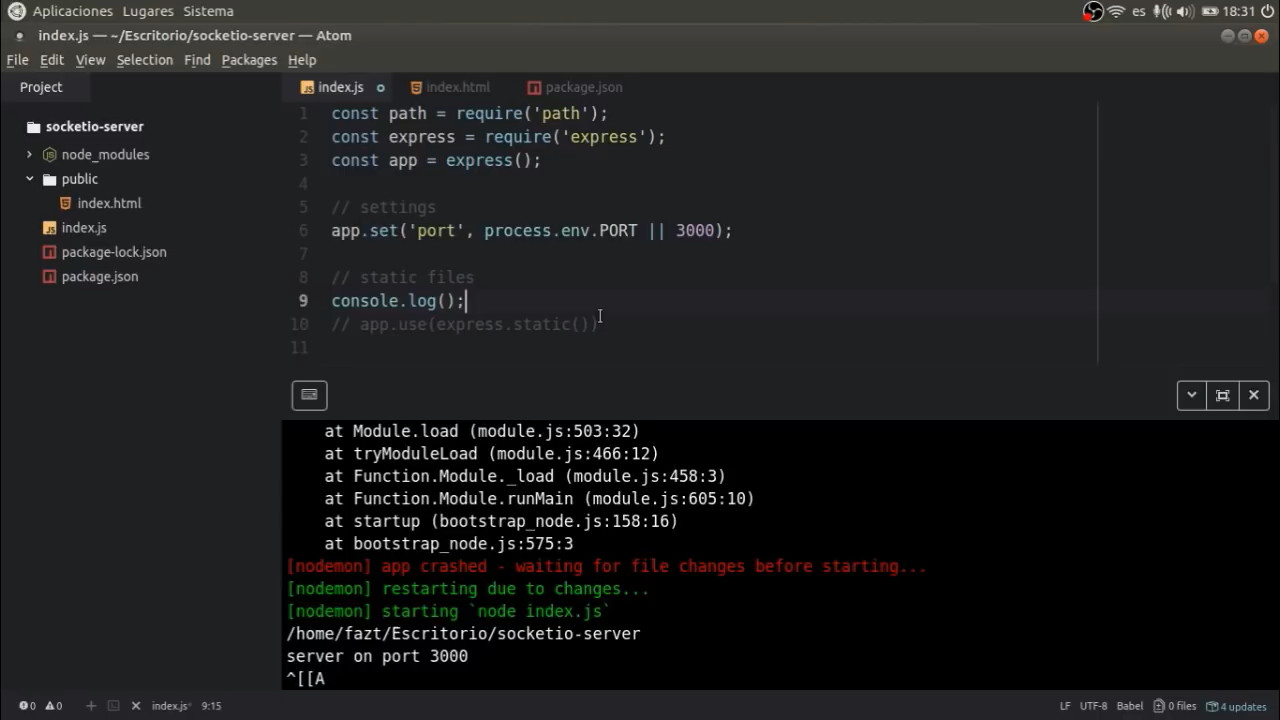 Aplicaciones Lugares Sistema
es 18:31
index.js — ~/Escritorio/socketio-server — Atom
File Edit View Selection Find Packages Help
Project
index.js index.html package.json
socketio-server
node_modules
public
index.html
index.js
package-lock.json
package.json
1 const path = require('path');
2 const express = require('express');
3 const app = express();
4
5 // settings
6 app.set('port', process.env.PORT || 3000);
7
8 // static files
9 console.log();
10 // app.use(express.static())
11
at Module.load (module.js:503:32)
at tryModuleLoad (module.js:466:12)
at Function.Module._load (module.js:458:3)
at Function.Module.runMain (module.js:605:10)
at startup (bootstrap_node.js:158:16)
at bootstrap_node.js:575:3
[nodemon] app crashed - waiting for file changes before starting...
[nodemon] restarting due to changes...
[nodemon] starting `node index.js`
/home/fazt/Escritorio/socketio-server
server on port 3000
^[[A
0 0 index.js* 9:15 LF UTF-8 Babel 0 files 4 updates